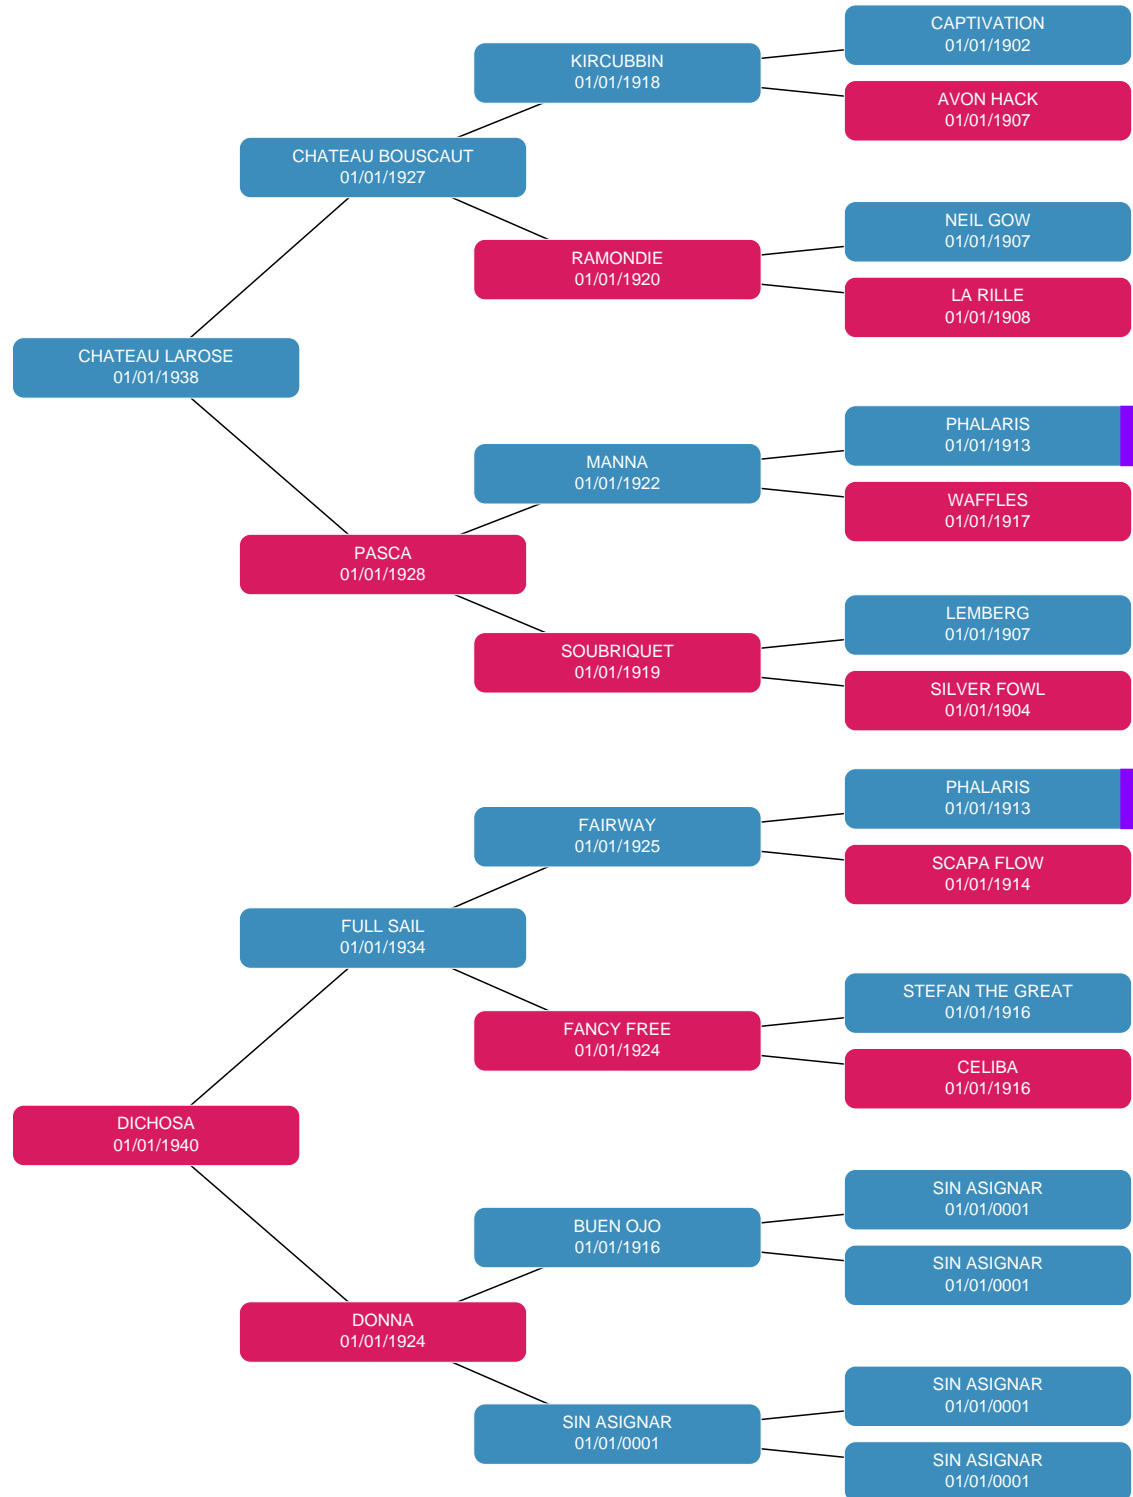 CAPTIVATION
01/01/1902
KIRCUBBIN
01/01/1918
AVON HACK
01/01/1907
CHATEAU BOUSCAUT
01/01/1927
NEIL GOW
01/01/1907
RAMONDIE
01/01/1920
LA RILLE
01/01/1908
CHATEAU LAROSE
01/01/1938
PHALARIS
01/01/1913
MANNA
01/01/1922
WAFFLES
01/01/1917
PASCA
01/01/1928
LEMBERG
01/01/1907
SOUBRIQUET
01/01/1919
SILVER FOWL
01/01/1904
PHALARIS
01/01/1913
FAIRWAY
01/01/1925
SCAPA FLOW
01/01/1914
FULL SAIL
01/01/1934
STEFAN THE GREAT
01/01/1916
FANCY FREE
01/01/1924
CELIBA
01/01/1916
DICHOSA
01/01/1940
SIN ASIGNAR
01/01/0001
BUEN OJO
01/01/1916
SIN ASIGNAR
01/01/0001
DONNA
01/01/1924
SIN ASIGNAR
01/01/0001
SIN ASIGNAR
01/01/0001
SIN ASIGNAR
01/01/0001